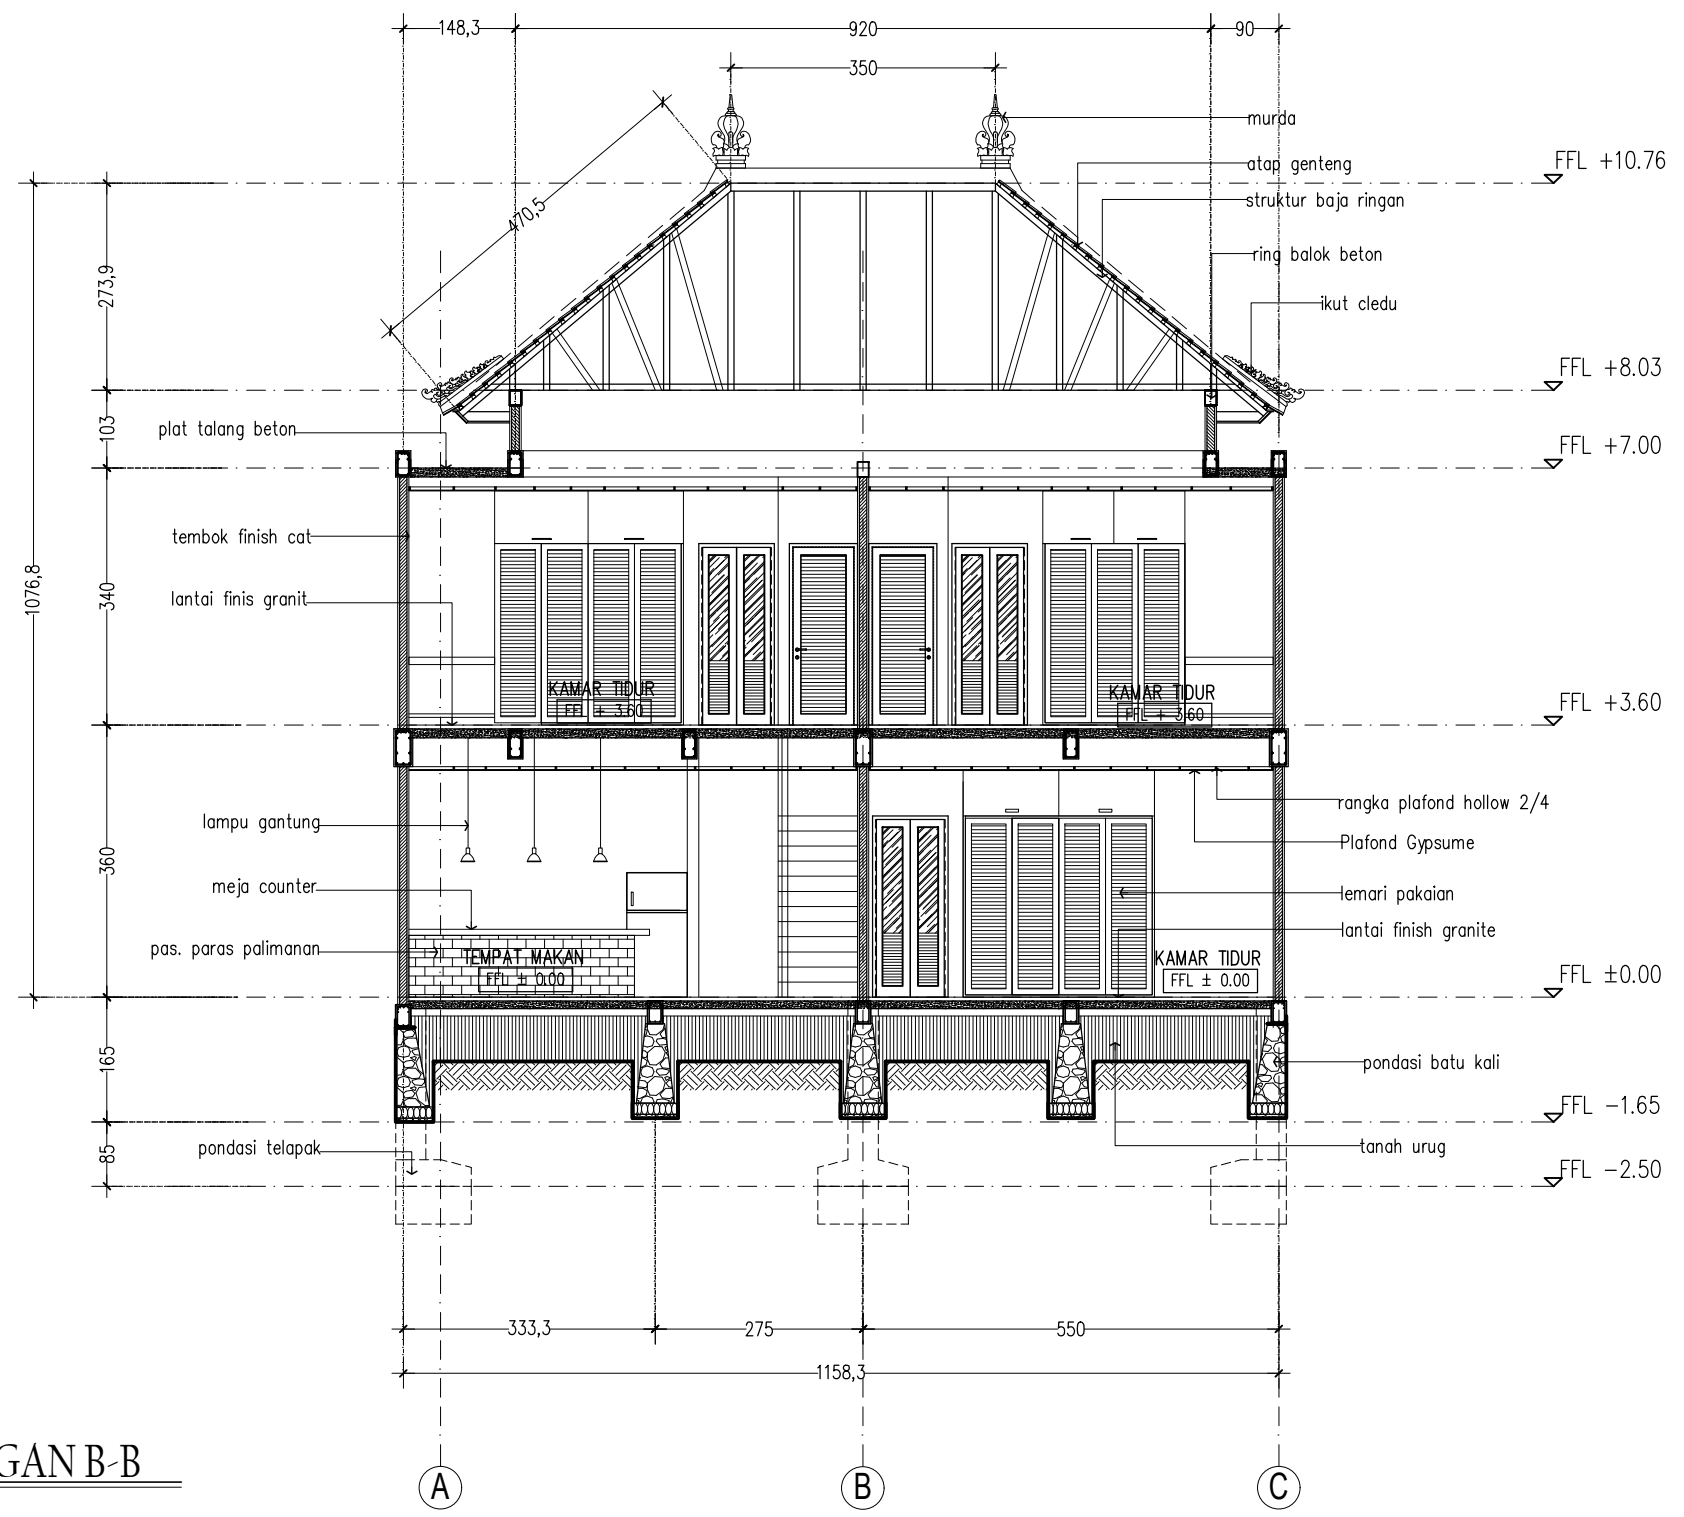 148,3
920
90
350
murda
FFL +10.76
atap genteng
470,5
struktur baja ringan
273,9
ring balok beton
ikut cledu
FFL +8.03
103
plat talang beton
FFL +7.00
tembok finish cat
1076,8
340
lantai finis granit
KAMAR TIDUR
FFL + 3.60
KAMAR TIDUR
FFL + 3.60
FFL +3.60
rangka plafond hollow 2/4
lampu gantung
Plafond Gypsume
360
meja counter
lemari pakaian
lantai finish granite
pas. paras palimanan
TEMPAT MAKAN
FFL ± 0.00
KAMAR TIDUR
FFL ± 0.00
FFL ±0.00
165
pondasi batu kali
FFL -1.65
85
pondasi telapak
tanah urug
FFL -2.50
333,3
275
550
1158,3
GAN B-B
A
B
C